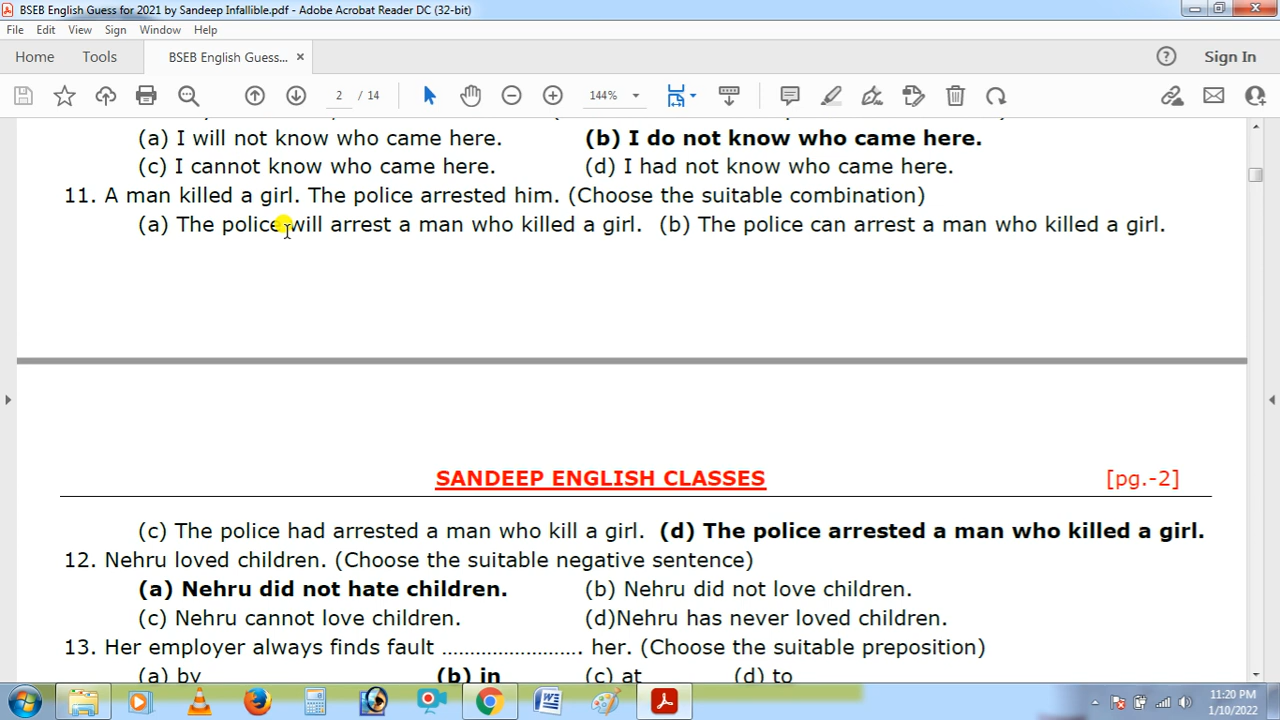 BSEB English Guess for 2021 by Sandeep Infallible.pdf - Adobe Acrobat Reader DC (32-bit)
File Edit View Sign Window Help
Home Tools BSEB English Guess... × Sign In
2 / 14 144%
(a) I will not know who came here. (b) I do not know who came here.
(c) I cannot know who came here. (d) I had not know who came here.
11. A man killed a girl. The police arrested him. (Choose the suitable combination)
(a) The police will arrest a man who killed a girl. (b) The police can arrest a man who killed a girl.
SANDEEP ENGLISH CLASSES [pg.-2]
(c) The police had arrested a man who kill a girl. (d) The police arrested a man who killed a girl.
12. Nehru loved children. (Choose the suitable negative sentence)
(a) Nehru did not hate children. (b) Nehru did not love children.
(c) Nehru cannot love children. (d)Nehru has never loved children.
13. Her employer always finds fault ......................... her. (Choose the suitable preposition)
(a) by (b) in (c) at (d) to
11:20 PM
1/10/2022